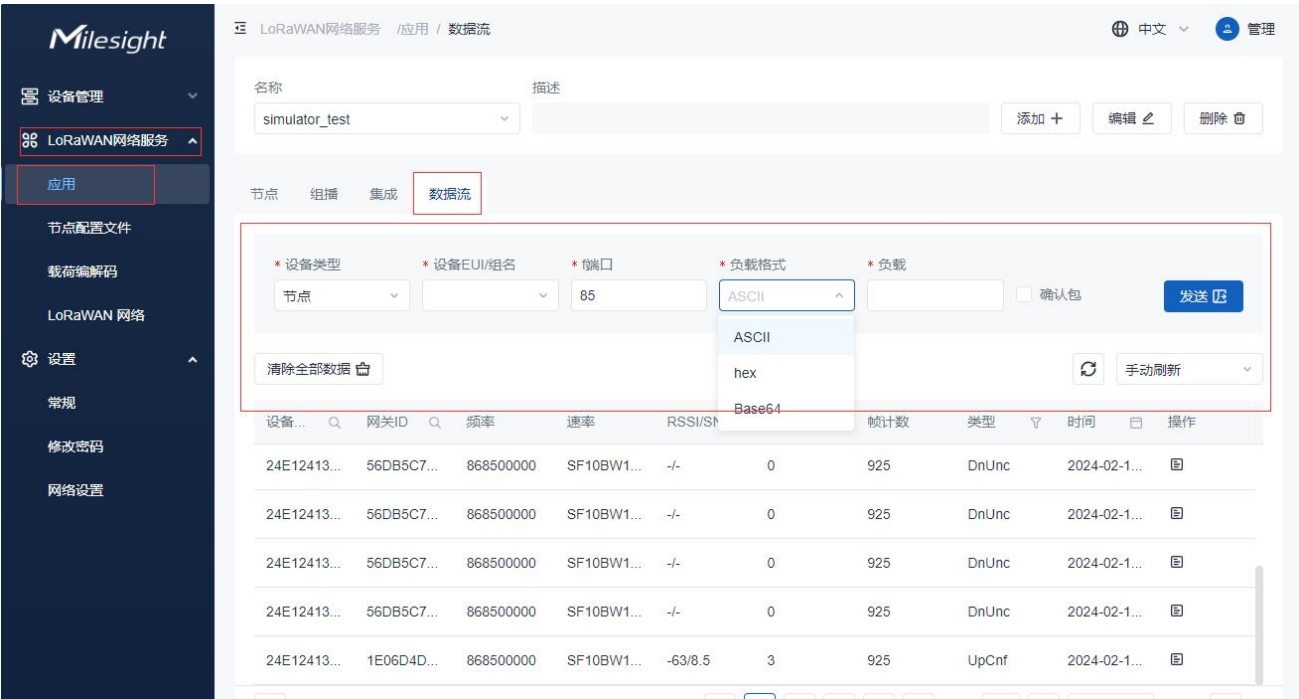 Milesight
LoRaWAN网络服务 /应用 / 数据流
中文
管理
设备管理
LoRaWAN网络服务
应用
节点配置文件
载荷编解码
LoRaWAN 网络
设置
常规
修改密码
网络设置
名称 描述
simulator_test
添加 + 编辑 删除
节点 组播 集成 数据流
* 设备类型 * 设备EUI/组名 * f端口 * 负载格式 * 负载
节点 85 ASCII 确认包 发送
ASCII
hex
Base64
清除全部数据 手动刷新
设备... 网关ID 频率 速率 RSSI/SN 帧计数 类型 时间 操作
24E12413... 56DB5C7... 868500000 SF10BW1... -/- 0 925 DnUnc 2024-02-1...
24E12413... 56DB5C7... 868500000 SF10BW1... -/- 0 925 DnUnc 2024-02-1...
24E12413... 56DB5C7... 868500000 SF10BW1... -/- 0 925 DnUnc 2024-02-1...
24E12413... 56DB5C7... 868500000 SF10BW1... -/- 0 925 DnUnc 2024-02-1...
24E12413... 1E06D4D... 868500000 SF10BW1... -63/8.5 3 925 UpCnf 2024-02-1...